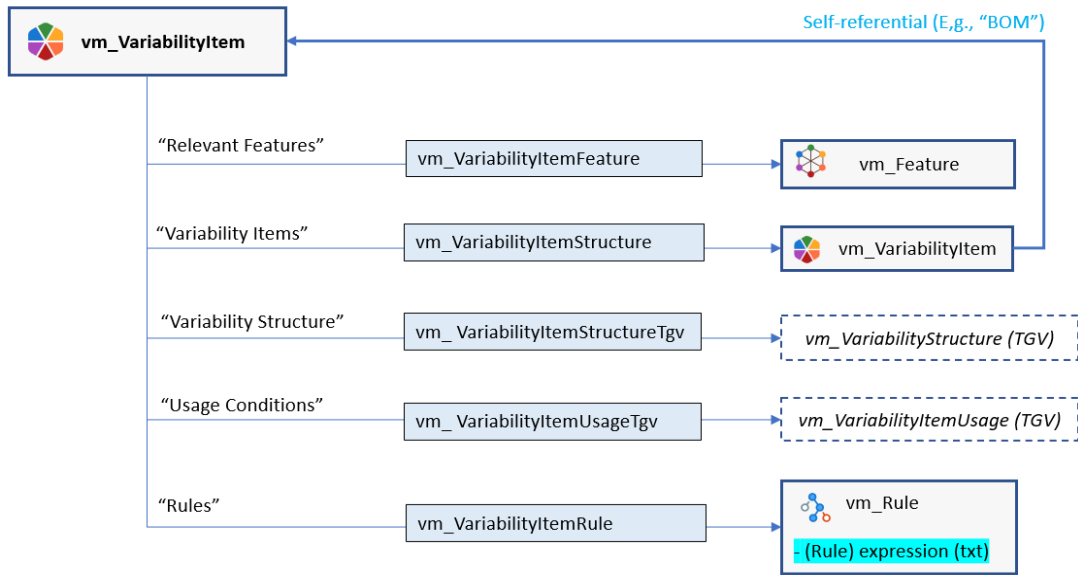 Self-referential (E,g., “BOM”)
vm_VariabilityItem
“Relevant Features”
vm_VariabilityItemFeature
vm_Feature
“Variability Items”
vm_VariabilityItemStructure
vm_VariabilityItem
“Variability Structure”
vm_ VariabilityItemStructureTgv
vm_VariabilityStructure (TGV)
“Usage Conditions”
vm_ VariabilityItemUsageTgv
vm_VariabilityItemUsage (TGV)
“Rules”
vm_VariabilityItemRule
vm_Rule
- (Rule) expression (txt)